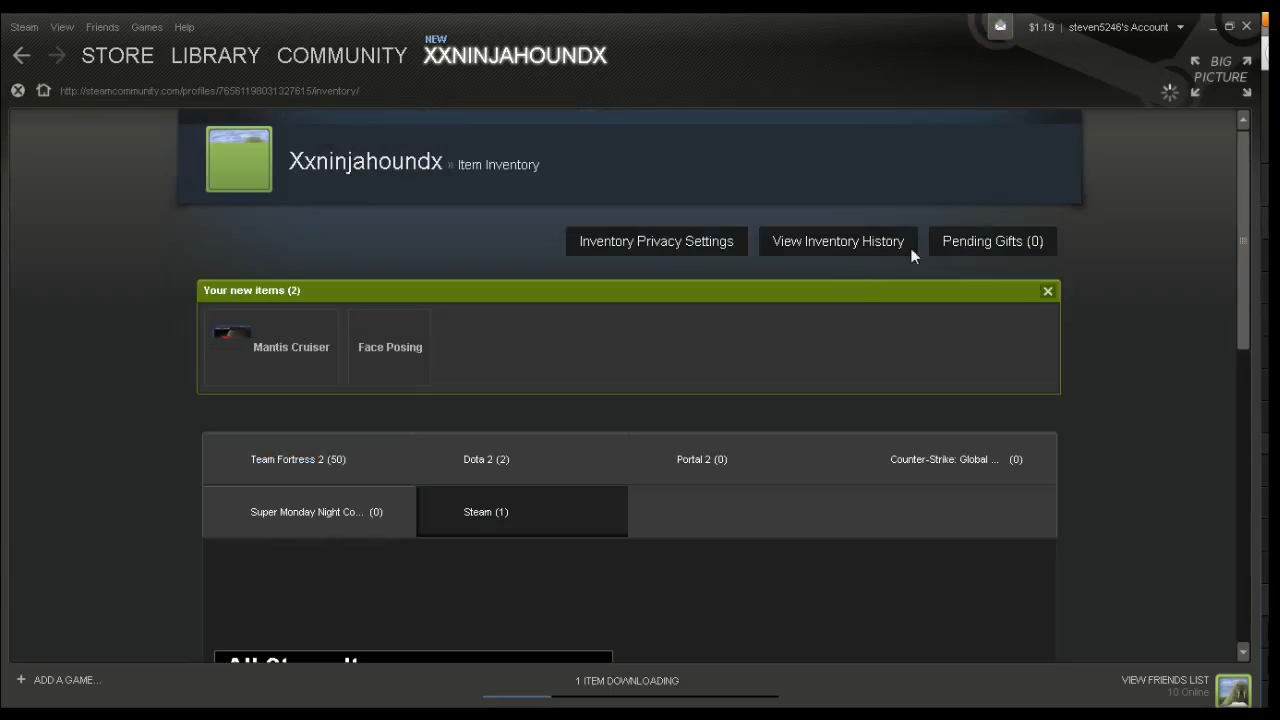 Steam View Friends Games Help
$1.19 | steven5246's Account
NEW
STORE LIBRARY COMMUNITY XXNINJAHOUNDX
BIG
PICTURE
http://steamcommunity.com/profiles/76561198031327615/inventory/
Xxninjahoundx » Item Inventory
Inventory Privacy Settings View Inventory History Pending Gifts (0)
Your new items (2)
Mantis Cruiser Face Posing
Team Fortress 2 (50) Dota 2 (2) Portal 2 (0) Counter-Strike: Global ... (0)
Super Monday Night Co... (0) Steam (1)
+ ADD A GAME... 1 ITEM DOWNLOADING VIEW FRIENDS LIST
10 Online